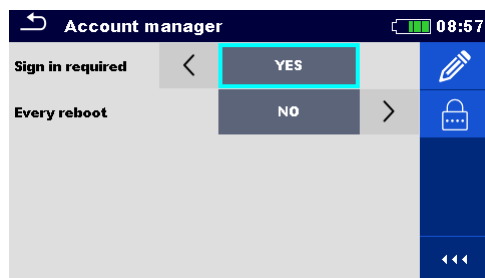 Account manager 08:57
Sign in required YES
Every reboot NO